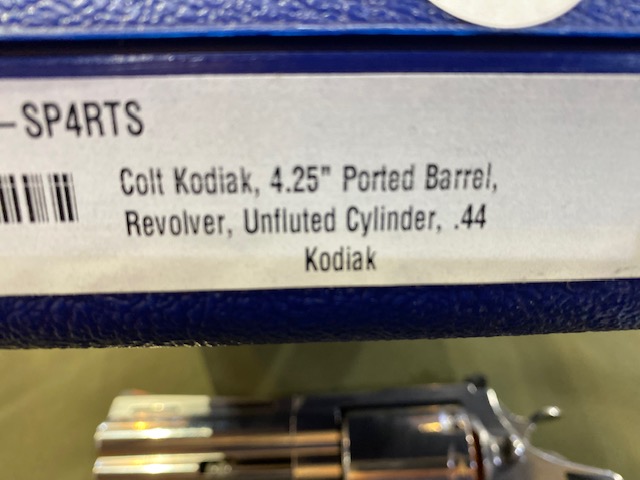 -SP4RTS
Colt Kodiak, 4.25" Ported Barrel,
Revolver, Unfluted Cylinder, .44
Kodiak